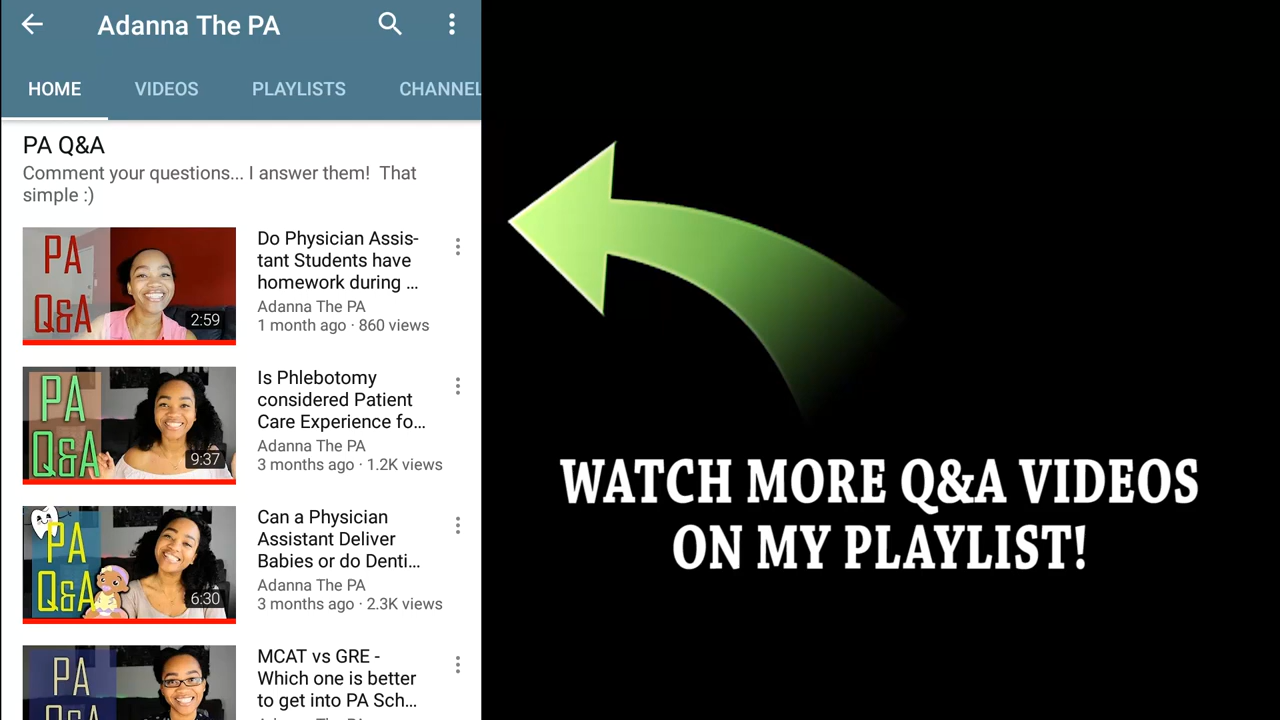 Adanna The PA
HOME VIDEOS PLAYLISTS CHANNEL
PA Q&A
Comment your questions... I answer them!  That
simple :)
PA
Q&A
2:59
Do Physician Assis-
tant Students have
homework during ...
Adanna The PA
1 month ago · 860 views
PA
Q&A
9:37
Is Phlebotomy
considered Patient
Care Experience fo...
Adanna The PA
3 months ago · 1.2K views
PA
Q&A
6:30
Can a Physician
Assistant Deliver
Babies or do Denti...
Adanna The PA
3 months ago · 2.3K views
PA
Q&A
MCAT vs GRE -
Which one is better
to get into PA Sch...
Adanna The PA
WATCH MORE Q&A VIDEOS
ON MY PLAYLIST!